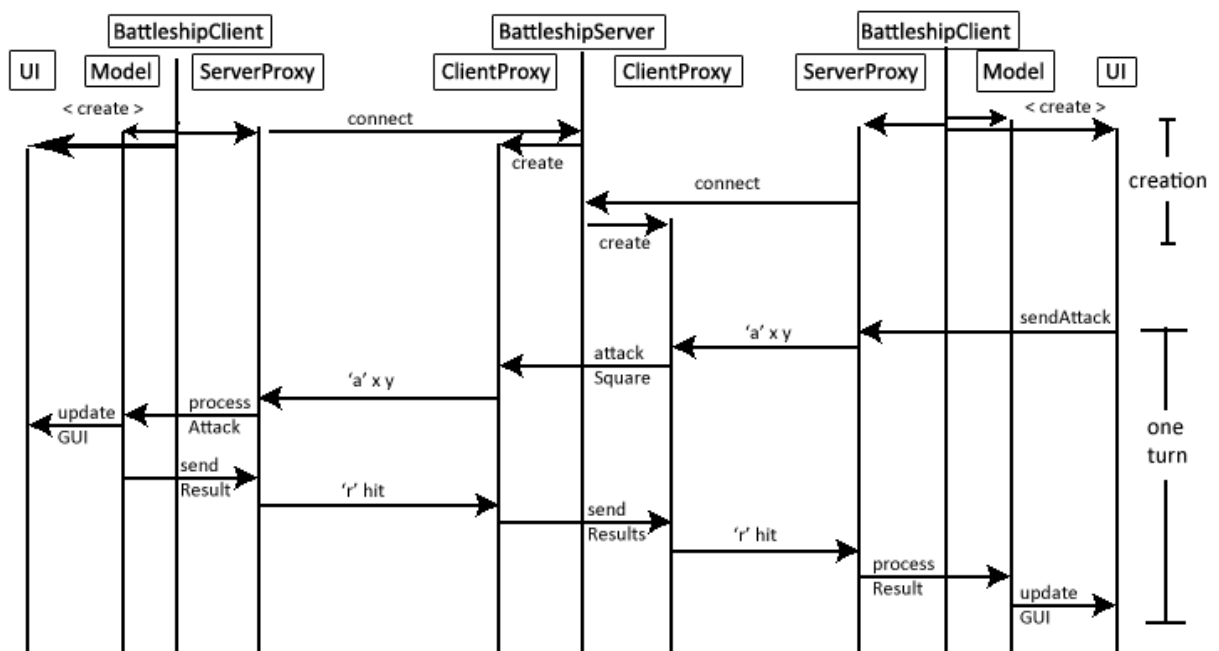 BattleshipClient
BattleshipServer
BattleshipClient
UI
Model
ServerProxy
ClientProxy
ClientProxy
ServerProxy
Model
UI
< create >
connect
< create >
create
connect
creation
create
sendAttack
‘a’ x y
attack
Square
‘a’ x y
process
Attack
update
GUI
one
turn
send
Result
‘r’ hit
send
Results
‘r’ hit
process
Result
update
GUI